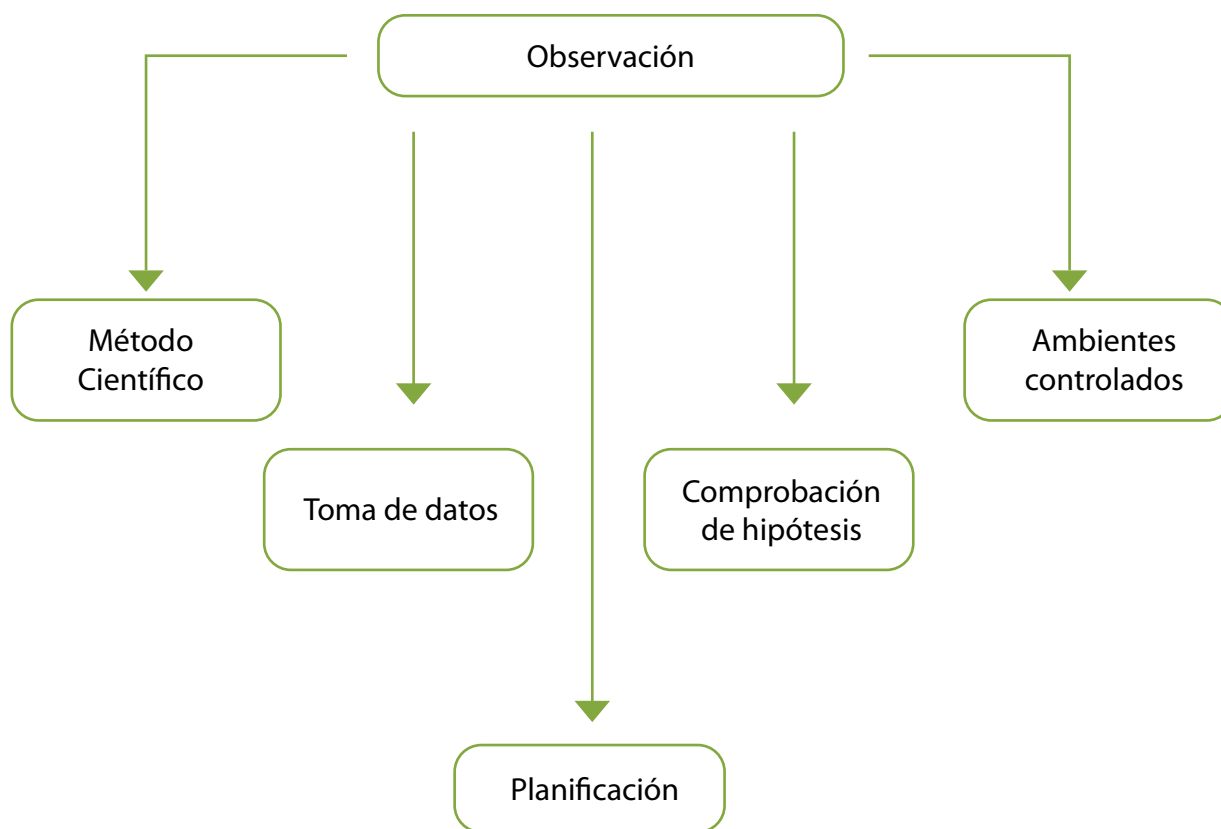 Observación
Método
Científico
Ambientes
controlados
Toma de datos
Comprobación
de hipótesis
Planificación